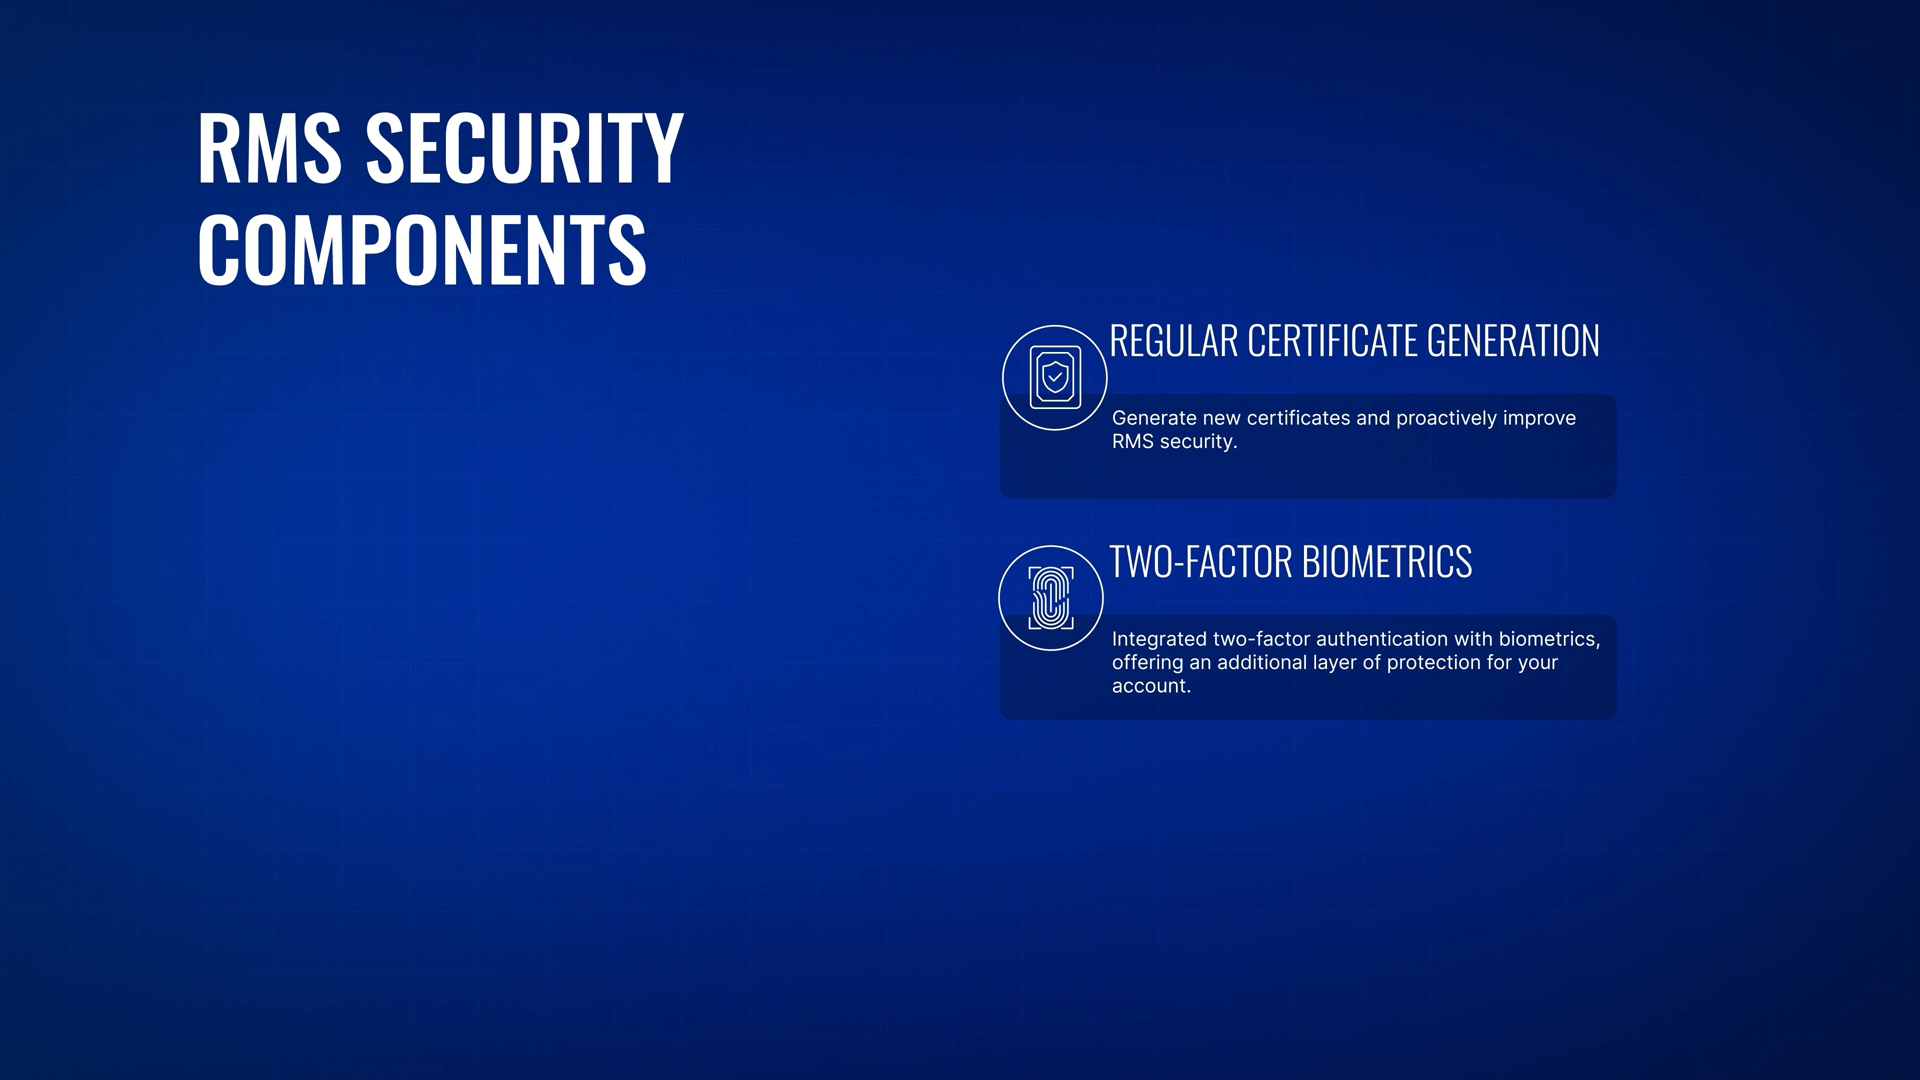 RMS SECURITY
COMPONENTS
REGULAR CERTIFICATE GENERATION
Generate new certificates and proactively improve
RMS security.
TWO-FACTOR BIOMETRICS
Integrated two-factor authentication with biometrics,
offering an additional layer of protection for your
account.